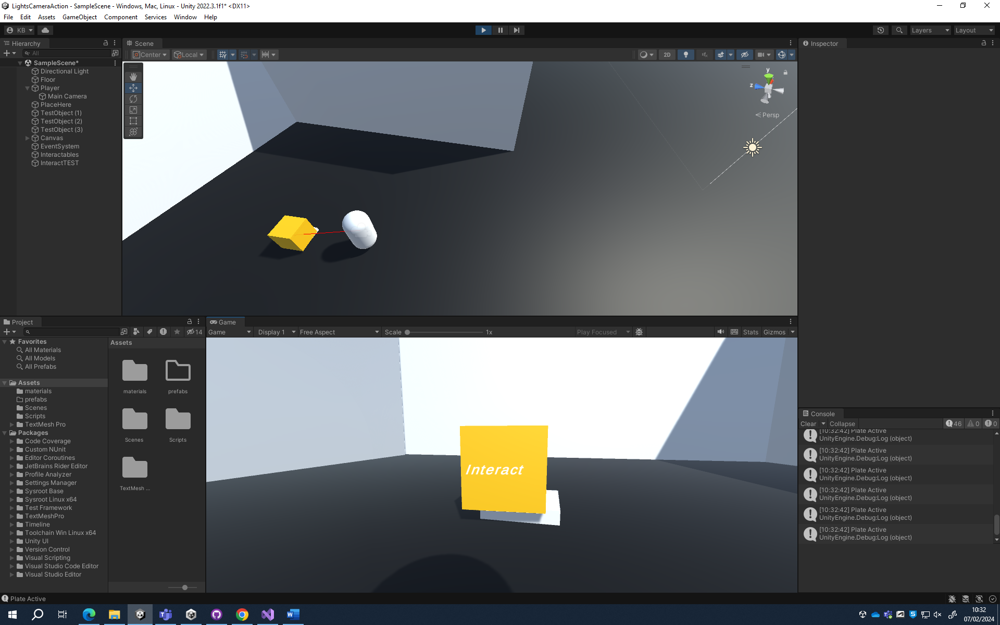 LightsCameraAction - SampleScene - Windows, Mac, Linux - Unity 2022.3.1f1* <DX11>
File Edit Assets GameObject Component Services Window Help
KB
Layers
Layout
Hierarchy
Scene
Inspector
All
Center
Local
2D
SampleScene*
Directional Light
Floor
Player
Main Camera
PlaceHere
TestObject (1)
TestObject (2)
TestObject (3)
Canvas
EventSystem
Interactables
InteractTEST
y
z
Persp
Project
14
Favorites
All Materials
All Models
All Prefabs
Assets
materials
prefabs
Scenes
Scripts
TextMesh Pro
Packages
Code Coverage
Custom NUnit
Editor Coroutines
JetBrains Rider Editor
Profile Analyzer
Settings Manager
Sysroot Base
Sysroot Linux x64
Test Framework
TextMeshPro
Timeline
Toolchain Win Linux x64
Unity UI
Version Control
Visual Scripting
Visual Studio Code Editor
Visual Studio Editor
Assets
materials
prefabs
Scenes
Scripts
TextMesh ...
Game
Game
Display 1
Free Aspect
Scale
1x
Play Focused
Stats
Gizmos
Interact
Console
Clear
Collapse
46
0
0
[10:32:42] Plate Active
UnityEngine.Debug:Log (object)
[10:32:42] Plate Active
UnityEngine.Debug:Log (object)
[10:32:42] Plate Active
UnityEngine.Debug:Log (object)
[10:32:42] Plate Active
UnityEngine.Debug:Log (object)
[10:32:42] Plate Active
UnityEngine.Debug:Log (object)
[10:32:42] Plate Active
UnityEngine.Debug:Log (object)
Plate Active
10:32
07/02/2024